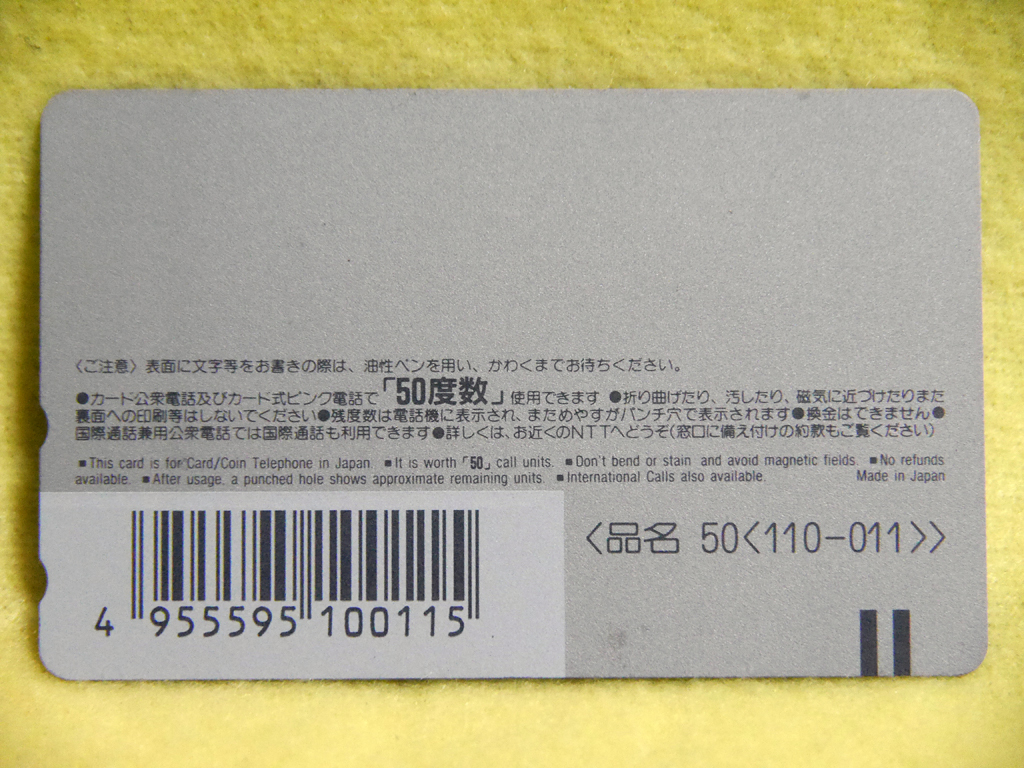 〈ご注意〉表面に文字等をお書きの際は、油性ペンを用い、かわくまでお待ちください。
●カード公衆電話及びカード式ピンク電話で「50度数」使用できます ●折り曲げたり、汚したり、磁気に近づけたりまた
裏面への印刷等はしないでください●残度数は電話機に表示され、まためやすがパンチ穴で表示されます●換金はできません●
国際通話兼用公衆電話では国際通話も利用できます●詳しくは、お近くのNTTへどうぞ(窓口に備え付けの約款もご覧ください)
■This card is for Card/Coin Telephone in Japan. ■It is worth「50」call units. ■Don't bend or stain and avoid magnetic fields. ■No refunds
available. ■After usage, a punched hole shows approximate remaining units. ■International Calls also available. Made in Japan
〈品名 50〈110-011〉〉
4 955595 100115